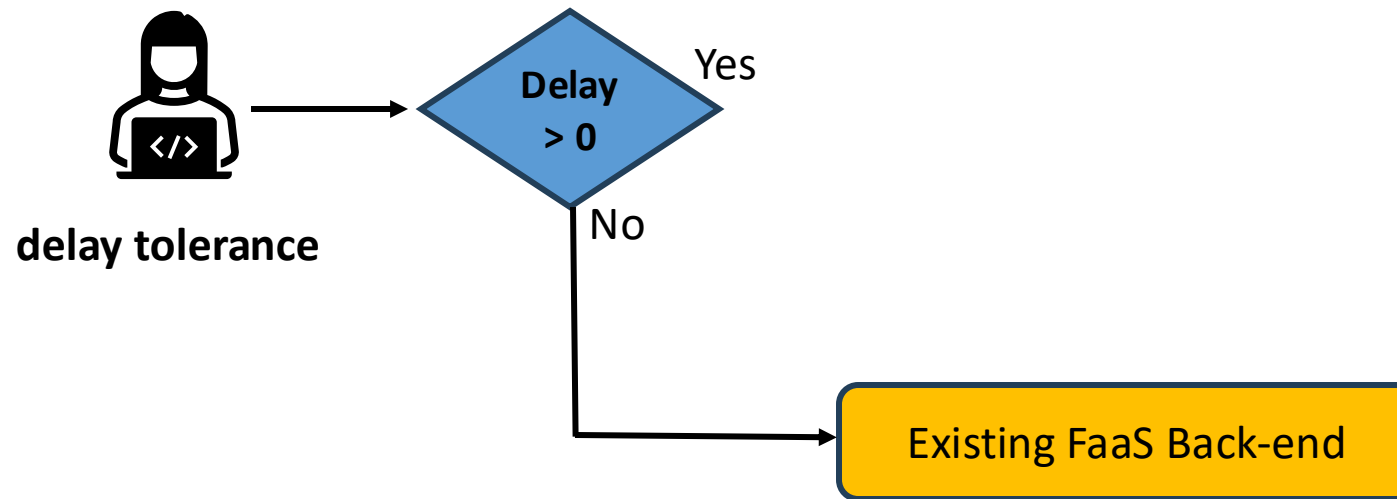 Delay
> 0
Yes
</>
No
delay tolerance
Existing FaaS Back-end